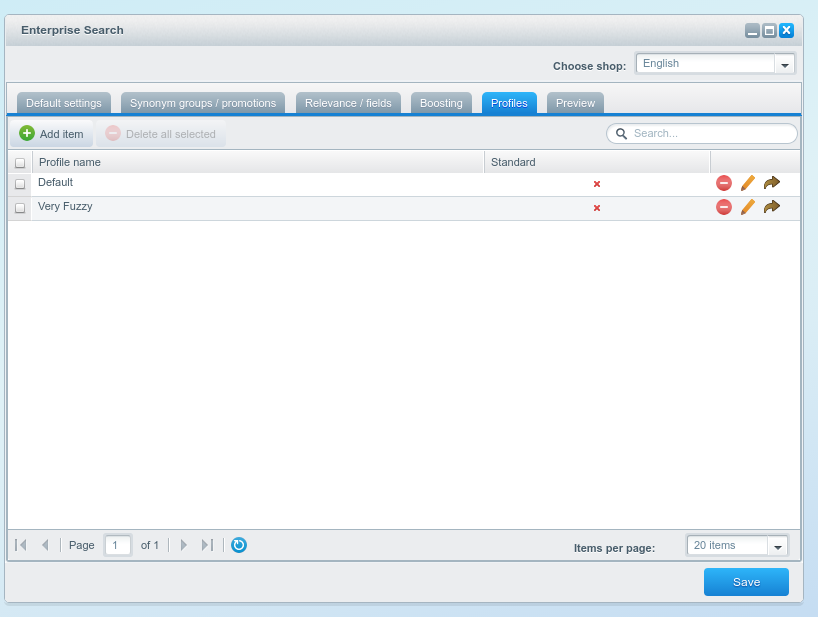 Enterprise Search
Choose shop: English
Default settings Synonym groups / promotions Relevance / fields Boosting Profiles Preview
Add item Delete all selected Search...
Profile name Standard
Default
Very Fuzzy
Page 1 of 1 Items per page: 20 items
Save